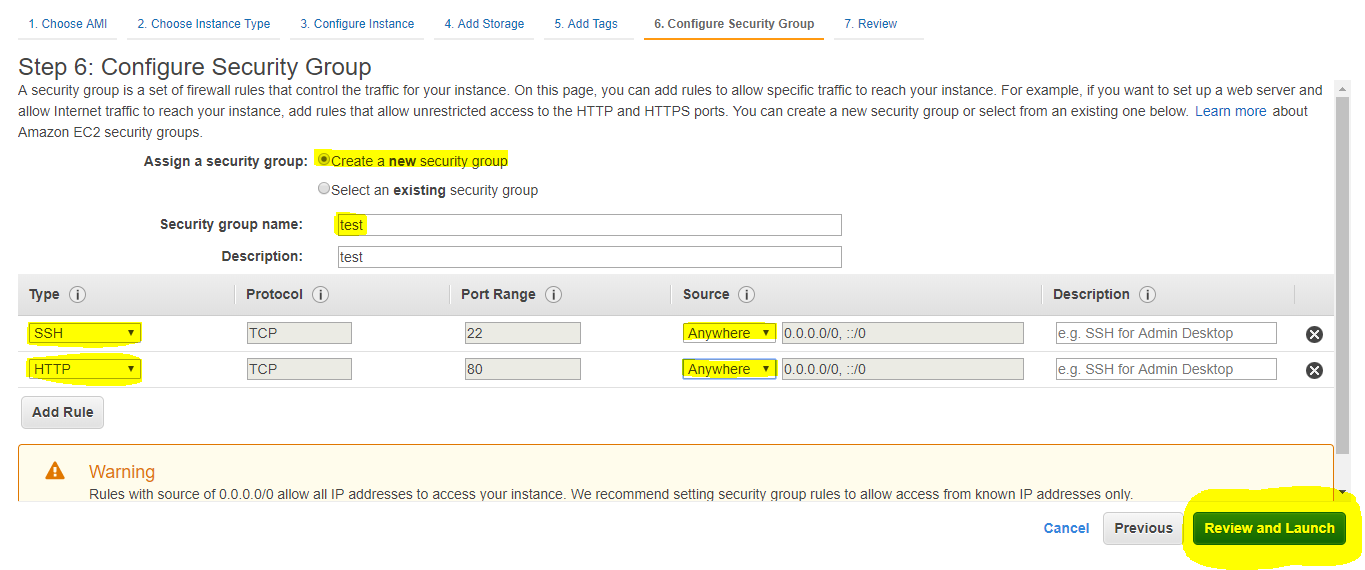 1. Choose AMI 2. Choose Instance Type 3. Configure Instance 4. Add Storage 5. Add Tags 6. Configure Security Group 7. Review
Step 6: Configure Security Group
A security group is a set of firewall rules that control the traffic for your instance. On this page, you can add rules to allow specific traffic to reach your instance. For example, if you want to set up a web server and
allow Internet traffic to reach your instance, add rules that allow unrestricted access to the HTTP and HTTPS ports. You can create a new security group or select from an existing one below. Learn more about
Amazon EC2 security groups.
Assign a security group: Create a new security group
Select an existing security group
Security group name: test
Description: test
Type i Protocol i Port Range i Source i Description i
SSH TCP 22 Anywhere 0.0.0.0/0, ::/0 e.g. SSH for Admin Desktop
HTTP TCP 80 Anywhere 0.0.0.0/0, ::/0 e.g. SSH for Admin Desktop
Add Rule
Warning
Rules with source of 0.0.0.0/0 allow all IP addresses to access your instance. We recommend setting security group rules to allow access from known IP addresses only.
Cancel Previous Review and Launch